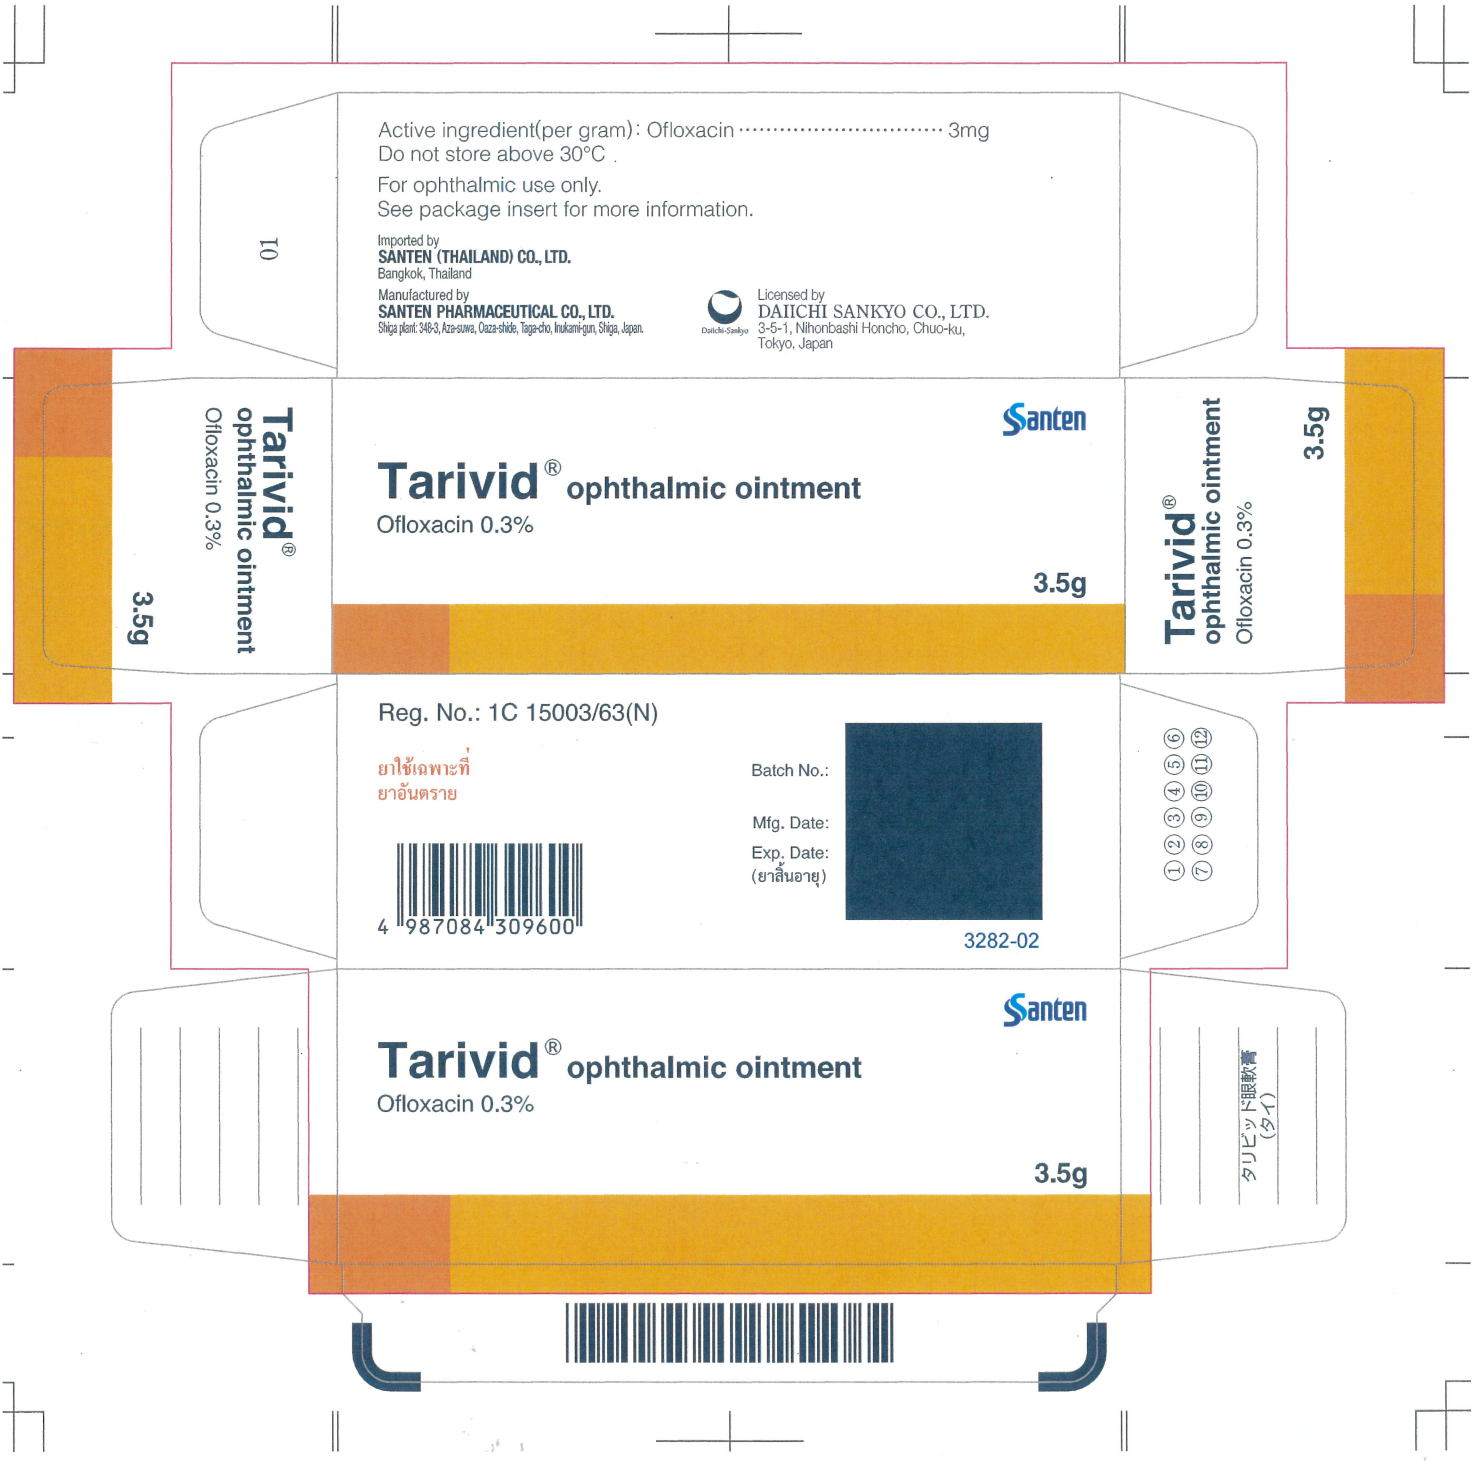 Active ingredient(per gram): Ofloxacin ······························ 3mg
Do not store above 30°C .
For ophthalmic use only.
See package insert for more information.
Imported by
SANTEN (THAILAND) CO., LTD.
Bangkok, Thailand
Manufactured by
SANTEN PHARMACEUTICAL CO., LTD.
Shiga plant: 348-3, Aza-suwa, Oaza-shide, Taga-cho, Inukami-gun, Shiga, Japan.
Daiichi-Sankyo
Licensed by
DAIICHI SANKYO CO., LTD.
3-5-1, Nihonbashi Honcho, Chuo-ku,
Tokyo, Japan
01
Tarivid®
ophthalmic ointment
Ofloxacin 0.3%
3.5g
Santen
Tarivid® ophthalmic ointment
Ofloxacin 0.3%
3.5g
Tarivid®
ophthalmic ointment
Ofloxacin 0.3%
3.5g
Reg. No.: 1C 15003/63(N)
ยาใช้เฉพาะที่
ยาอันตราย
4 987084 309600
Batch No.:
Mfg. Date:
Exp. Date:
(ยาสิ้นอายุ)
3282-02
① ② ③ ④ ⑤ ⑥
⑦ ⑧ ⑨ ⑩ ⑪ ⑫
Santen
Tarivid® ophthalmic ointment
Ofloxacin 0.3%
3.5g
タリビッド眼軟膏
(タイ)